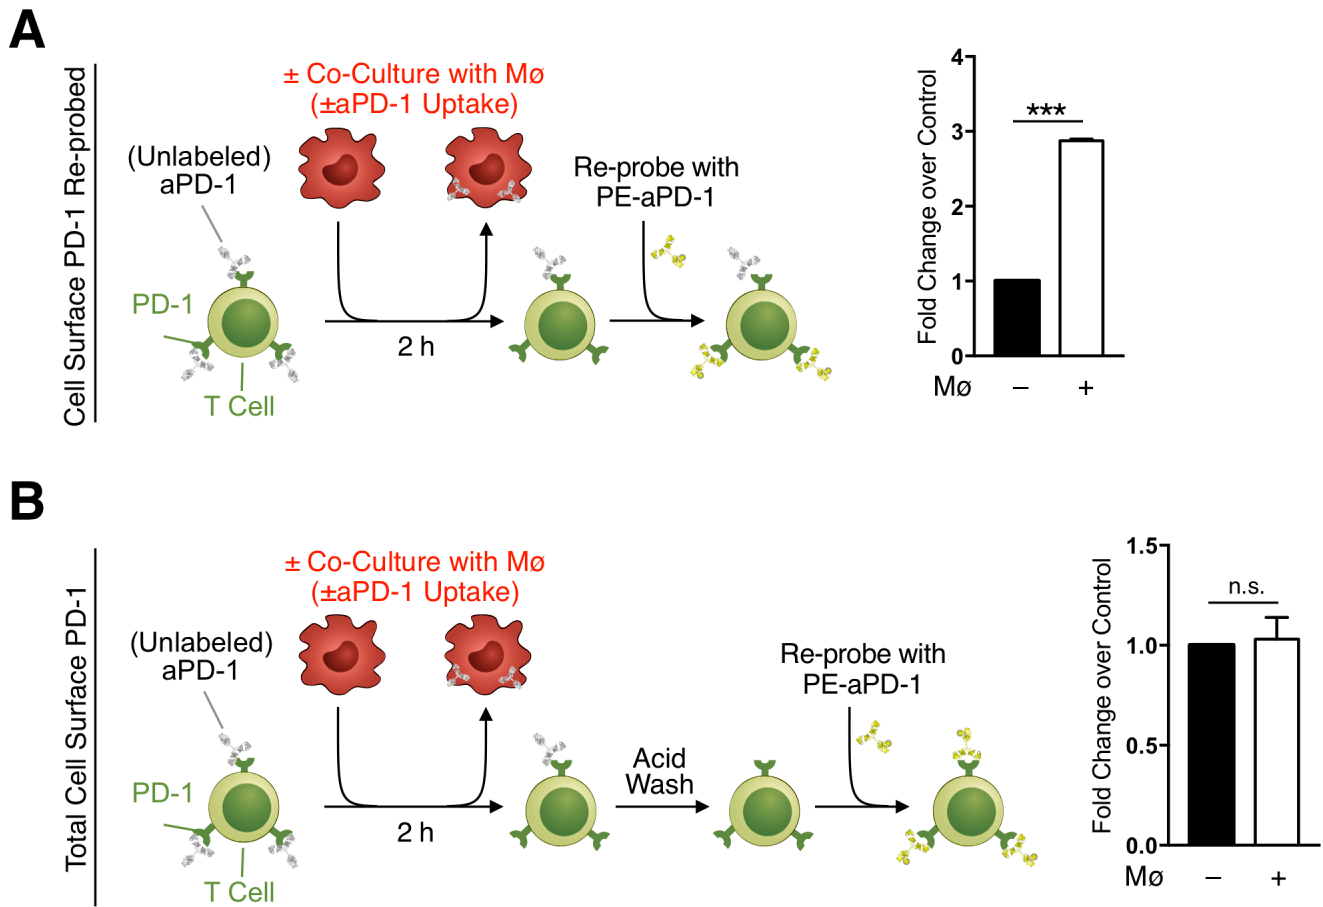 A
Cell Surface PD-1 Re-probed
± Co-Culture with Mø
(±aPD-1 Uptake)
(Unlabeled)
aPD-1
PD-1
T Cell
2 h
Re-probe with
PE-aPD-1
Fold Change over Control
4
3
2
1
0
***
Mø – +
B
Total Cell Surface PD-1
± Co-Culture with Mø
(±aPD-1 Uptake)
(Unlabeled)
aPD-1
PD-1
T Cell
2 h
Acid
Wash
Re-probe with
PE-aPD-1
Fold Change over Control
1.5
1.0
0.5
0.0
n.s.
Mø – +